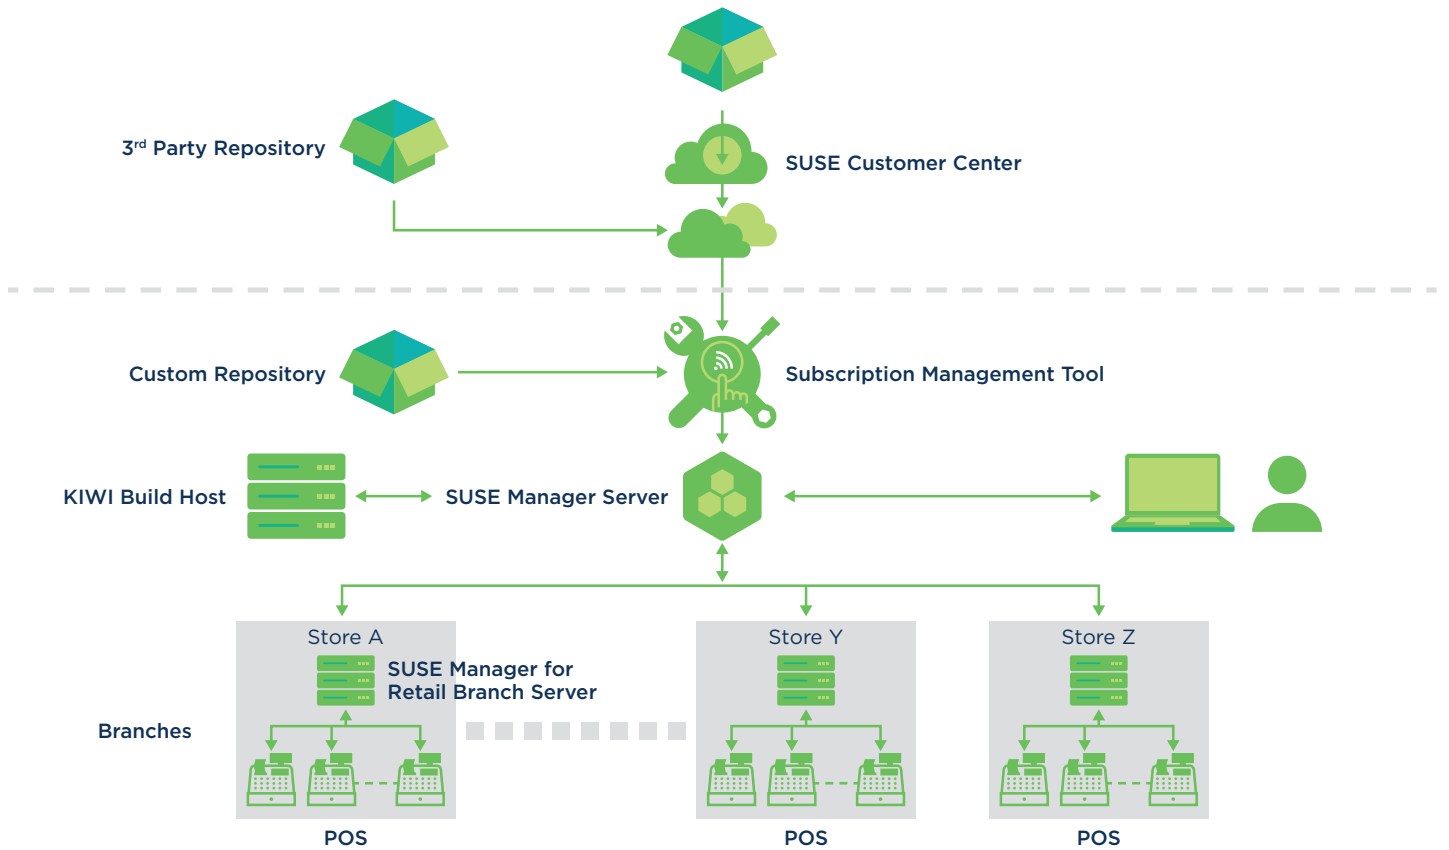 3rd Party Repository
SUSE Customer Center
Custom Repository
Subscription Management Tool
KIWI Build Host
SUSE Manager Server
Store A
Store Y
Store Z
SUSE Manager for
Retail Branch Server
Branches
POS
POS
POS